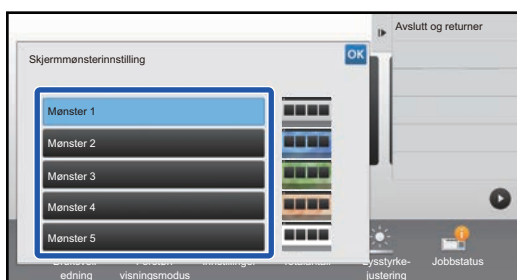 Avslutt og returner
Skjermmønsterinnstilling
OK
Mønster 1
Mønster 2
Mønster 3
Mønster 4
Mønster 5
edning
visningsmodus
Lysstyrke-
justering
Jobbstatus